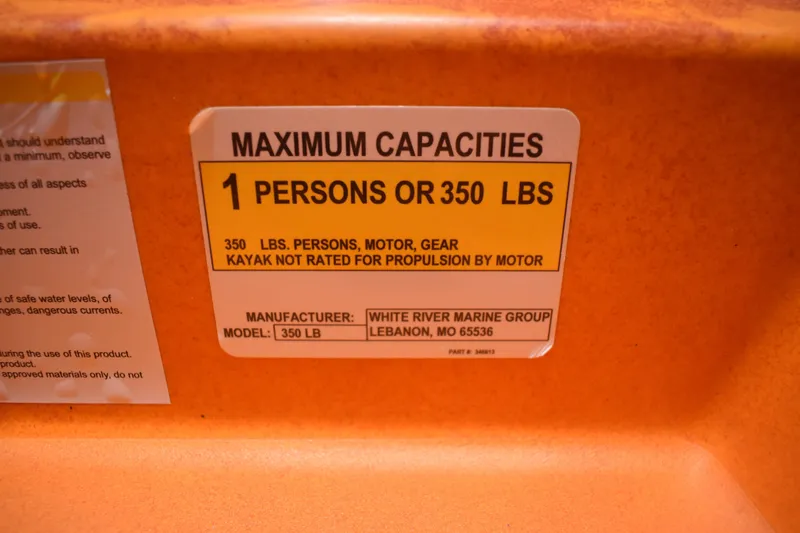 t should understand
t a minimum, observe
ess of all aspects
oment.
s of use.
her can result in
of safe water levels, of
nges, dangerous currents.
uring the use of this product.
product.
approved materials only, do not
MAXIMUM CAPACITIES
1 PERSONS OR 350 LBS
350 LBS. PERSONS, MOTOR, GEAR
KAYAK NOT RATED FOR PROPULSION BY MOTOR
MANUFACTURER: WHITE RIVER MARINE GROUP
MODEL: 350 LB LEBANON, MO 65536
PART #: